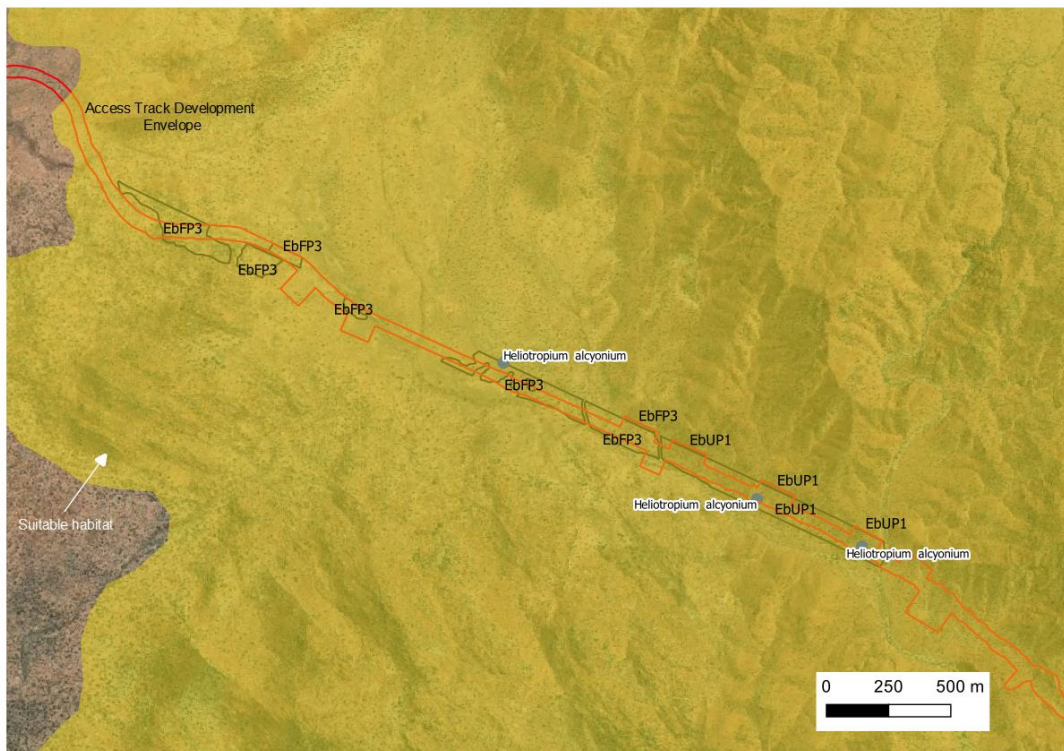 Access Track Development
Envelope
EbFP3
EbFP3
EbFP3
EbFP3
Heliotropium alcyonium
EbFP3
EbFP3
EbFP3
EbUP1
Suitable habitat
EbUP1
Heliotropium alcyonium
EbUP1
EbUP1
Heliotropium alcyonium
0 250 500 m